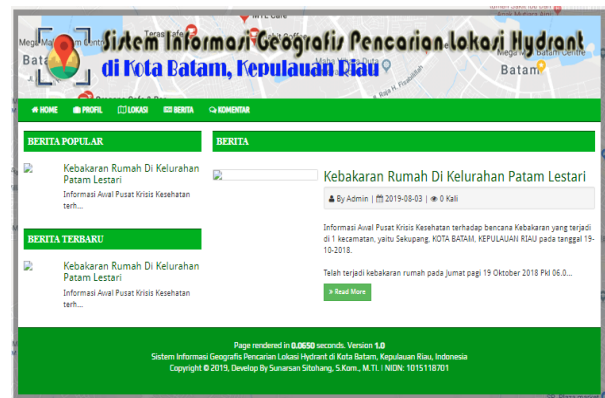 Sistem Informasi Geografis Pencarian Lokasi Hydrant
di Kota Batam, Kepulauan Riau
HOME PROFIL LOKASI BERITA KOMENTAR
BERITA POPULAR
Kebakaran Rumah Di Kelurahan
Patam Lestari
Informasi Awal Pusat Krisis Kesehatan
terh...
BERITA TERBARU
Kebakaran Rumah Di Kelurahan
Patam Lestari
Informasi Awal Pusat Krisis Kesehatan
terh...
BERITA
Kebakaran Rumah Di Kelurahan Patam Lestari
By Admin | 2019-08-03 | 0 Kali
Informasi Awal Pusat Krisis Kesehatan terhadap bencana Kebakaran yang terjadi
di 1 kecamatan, yaitu Sekupang, KOTA BATAM, KEPULAUAN RIAU pada tanggal 19-
10-2018.
Telah terjadi kebakaran rumah pada Jumat pagi 19 Oktober 2018 Pkl 06.0...
» Read More
Page rendered in 0.0650 seconds. Version 1.0
Sistem Informasi Geografis Pencarian Lokasi Hydrant di Kota Batam, Kepulauan Riau, Indonesia
Copyright © 2019, Develop By Sunarsan Sitohang, S.Kom., M.TI. | NIDN: 1015118701